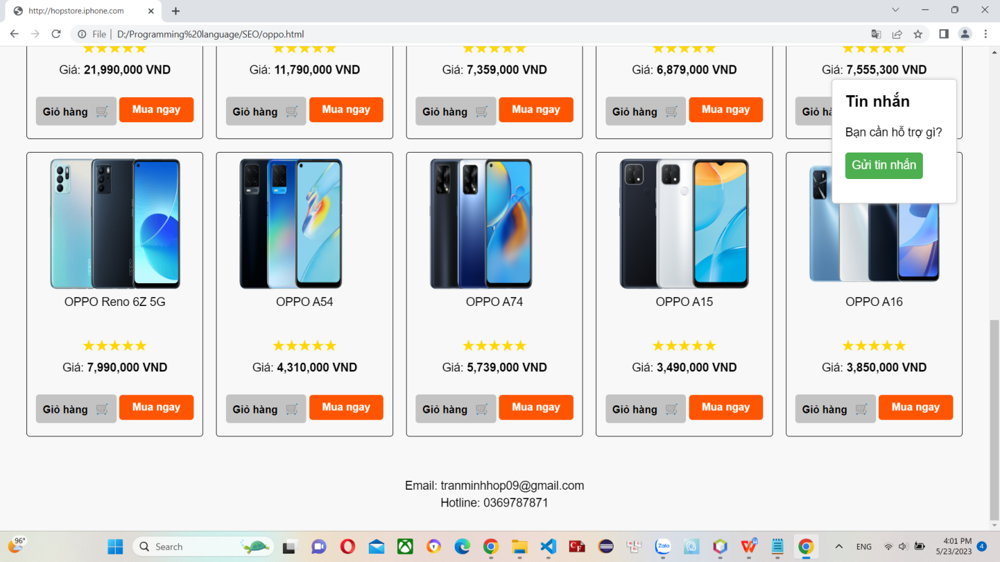 http://hopstore.iphone.com
File | D:/Programming%20language/SEO/oppo.html
Giá: 21,990,000 VND
Giá: 11,790,000 VND
Giá: 7,359,000 VND
Giá: 6,879,000 VND
Giá: 7,555,300 VND
Giỏ hàng
Mua ngay
Giỏ hàng
Mua ngay
Giỏ hàng
Mua ngay
Giỏ hàng
Mua ngay
Tin nhắn
Bạn cần hỗ trợ gì?
Gửi tin nhắn
OPPO Reno 6Z 5G
OPPO A54
OPPO A74
OPPO A15
OPPO A16
★★★★★
★★★★★
★★★★★
★★★★★
★★★★★
Giá: 7,990,000 VND
Giá: 4,310,000 VND
Giá: 5,739,000 VND
Giá: 3,490,000 VND
Giá: 3,850,000 VND
Giỏ hàng
Mua ngay
Giỏ hàng
Mua ngay
Giỏ hàng
Mua ngay
Giỏ hàng
Mua ngay
Giỏ hàng
Mua ngay
Email: tranminhhop09@gmail.com
Hotline: 0369787871
96°
Search
Zalo
ENG
4:01 PM
5/23/2023
4